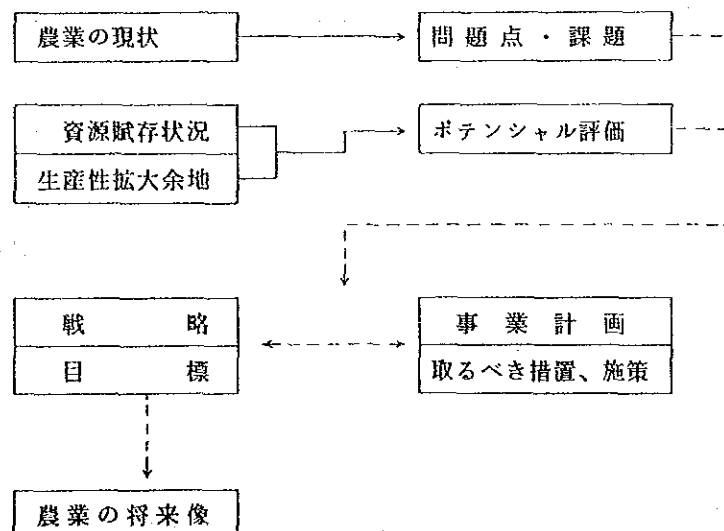 農業の現状
問題点・課題
資源賦存状況
生産性拡大余地
ポテンシャル評価
戦略
目標
事業計画
取るべき措置、施策
農業の将来像